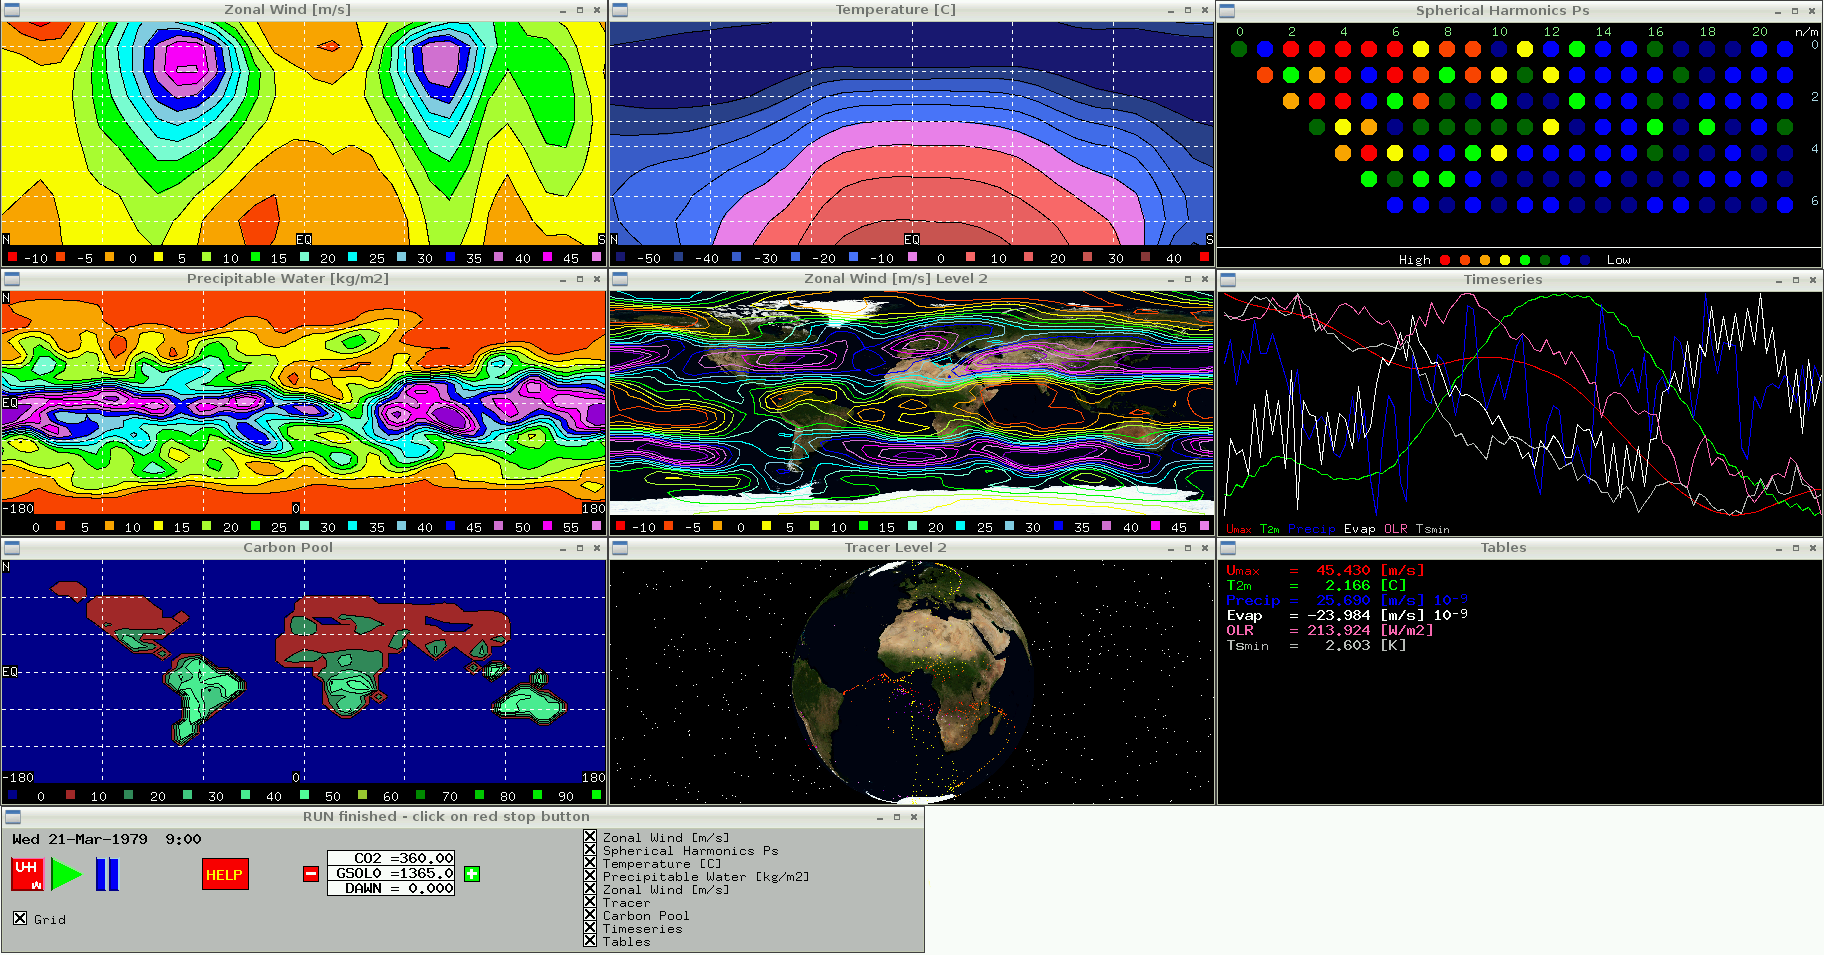 Zonal Wind [m/s]
N EQ S
-10 -5 0 5 10 15 20 25 30 35 40 45
Temperature [C]
N EQ S
-50 -40 -30 -20 -10 0 10 20 30 40
Spherical Harmonics Ps
0 2 4 6 8 10 12 14 16 18 20 n/m
0
2
4
6
High Low
Precipitable Water [kg/m2]
N
EQ
-180 0 180
0 5 10 15 20 25 30 35 40 45 50 55
Zonal Wind [m/s] Level 2
-10 -5 0 5 10 15 20 25 30 35 40 45
Timeseries
Umax T2m Precip Evap OLR Tsmin
Carbon Pool
N
EQ
-180 0 180
0 10 20 30 40 50 60 70 80 90
Tracer Level 2
Tables
Umax = 45.430 [m/s]
T2m = 2.166 [C]
Precip = 25.690 [m/s] 10-9
Evap = -23.984 [m/s] 10-9
OLR = 213.924 [W/m2]
Tsmin = 2.603 [K]
RUN finished - click on red stop button
Wed 21-Mar-1979 9:00
U-H
HELP
CO2 =360.00
GSOL0 =1365.0
DAWN = 0.000
Grid
Zonal Wind [m/s]
Spherical Harmonics Ps
Temperature [C]
Precipitable Water [kg/m2]
Zonal Wind [m/s]
Tracer
Carbon Pool
Timeseries
Tables